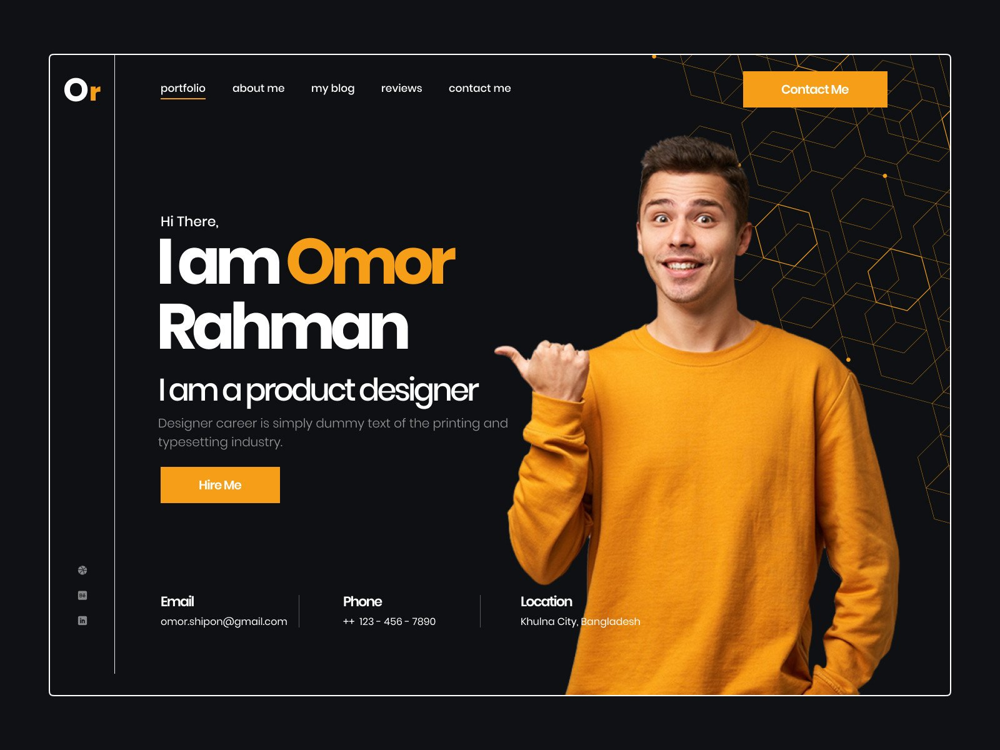 Or
portfolio about me my blog reviews contact me
Contact Me
Hi There,
I am Omor
Rahman
I am a product designer
Designer career is simply dummy text of the printing and
typesetting industry.
Hire Me
Bē
in
Email
omor.shipon@gmail.com
Phone
++ 123 - 456 - 7890
Location
Khulna City, Bangladesh